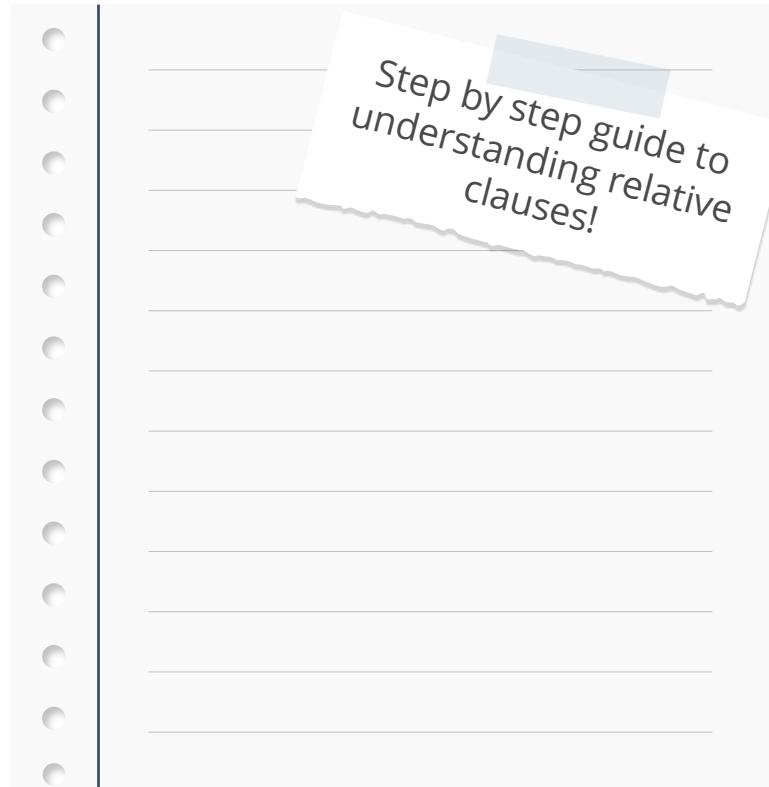 Step by step guide to
understanding relative
clauses!